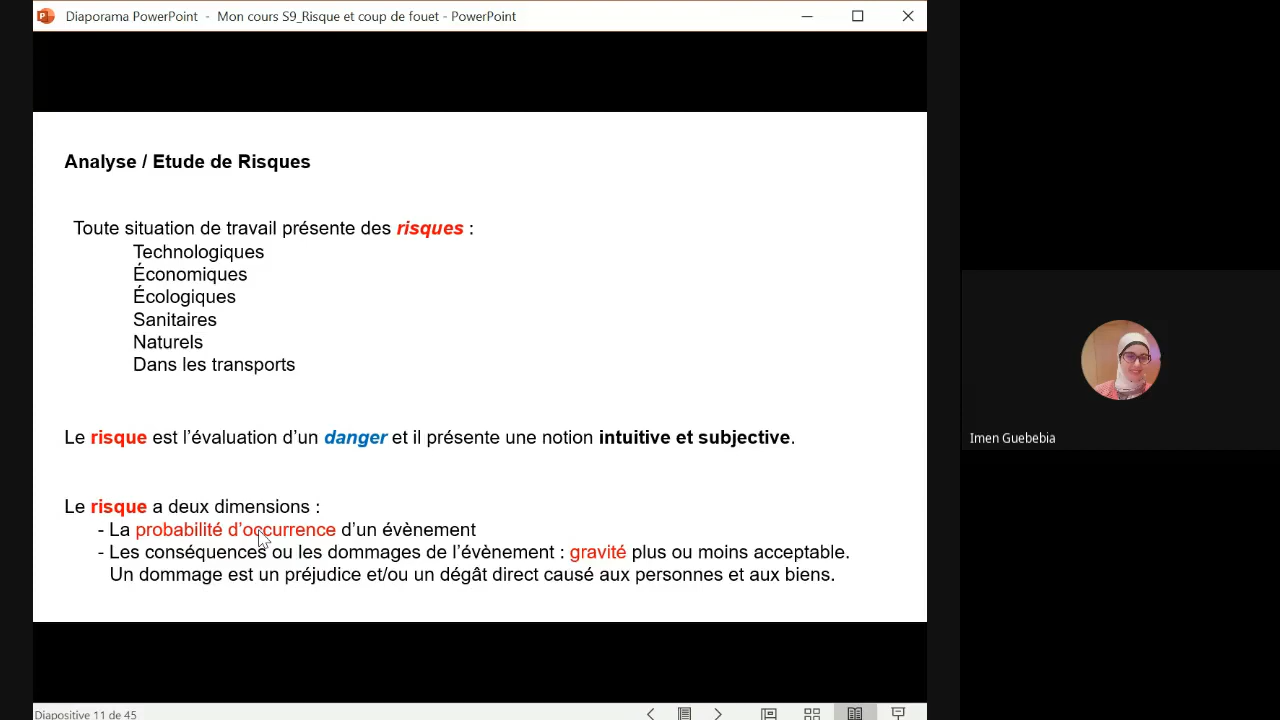 Diaporama PowerPoint - Mon cours S9_Risque et coup de fouet - PowerPoint
Analyse / Etude de Risques
Toute situation de travail présente des risques :
Technologiques
Économiques
Écologiques
Sanitaires
Naturels
Dans les transports
Le risque est l'évaluation d'un danger et il présente une notion intuitive et subjective.
Le risque a deux dimensions :
- La probabilité d'occurrence d'un évènement
- Les conséquences ou les dommages de l'évènement : gravité plus ou moins acceptable.
Un dommage est un préjudice et/ou un dégât direct causé aux personnes et aux biens.
Imen Guebebia
Diapositive 11 de 45